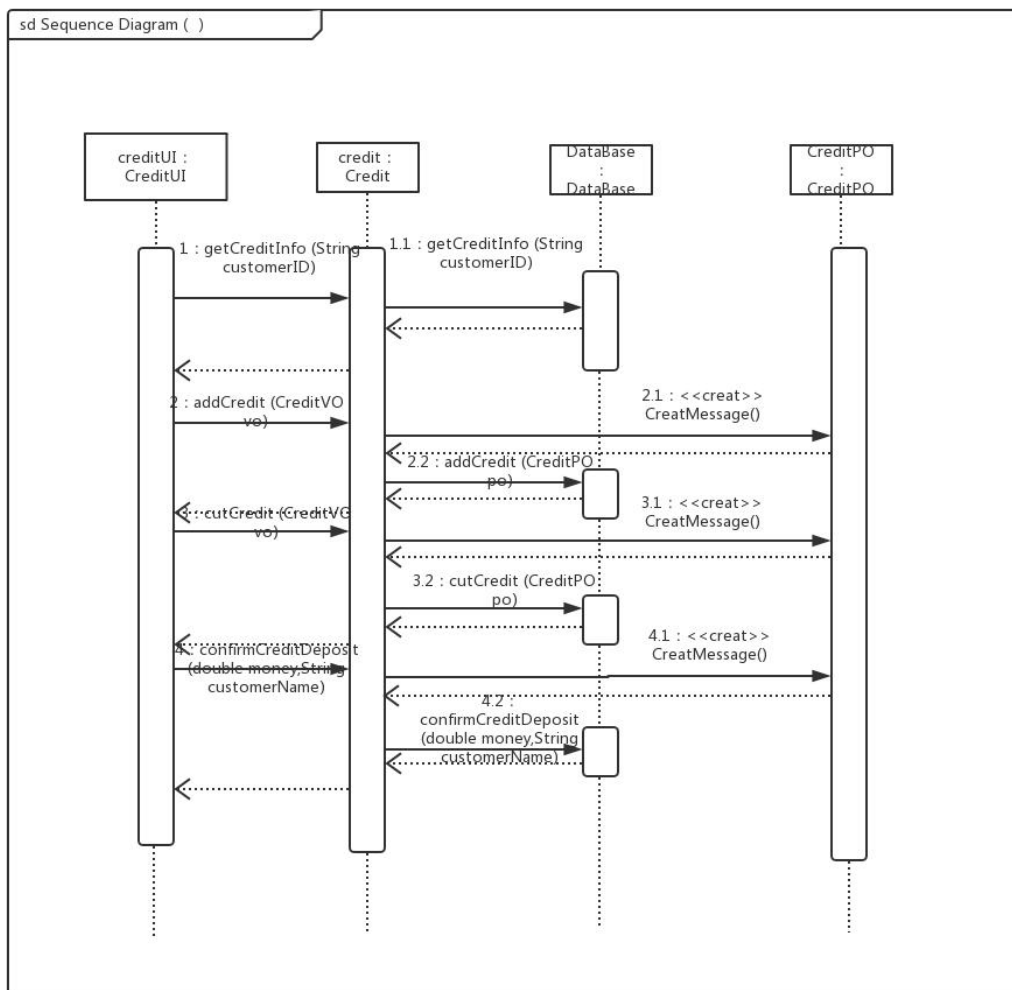 sd Sequence Diagram (  )
creditUI：
CreditUI
credit：
Credit
DataBase
：
DataBase
CreditPO
：
CreditPO
1：getCreditInfo (String
customerID)
1.1：getCreditInfo (String
customerID)
2：addCredit (CreditVO
vo)
2.1：<<creat>>
CreatMessage()
2.2：addCredit (CreditPO
po)
3：cutCredit (CreditVO
vo)
3.1：<<creat>>
CreatMessage()
3.2：cutCredit (CreditPO
po)
4：confirmCreditDeposit
(double money,String
customerName)
4.1：<<creat>>
CreatMessage()
4.2：
confirmCreditDeposit
(double money,String
customerName)